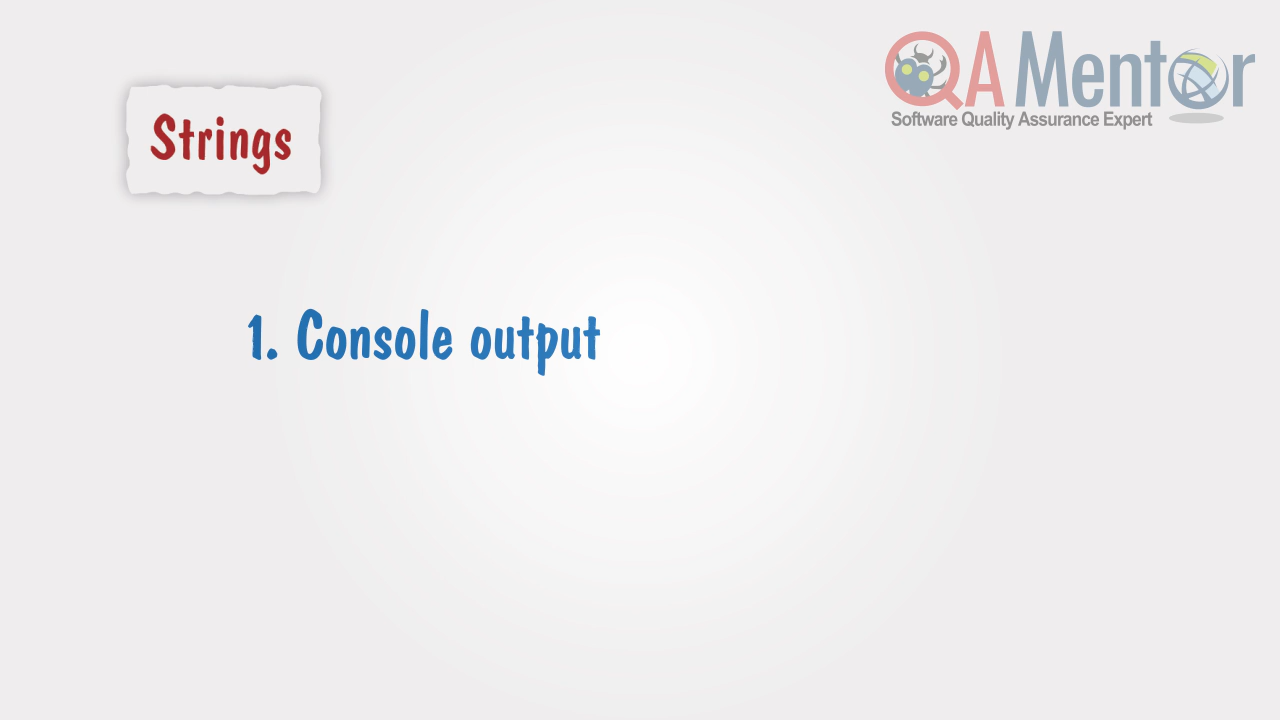 QA Mentor
Software Quality Assurance Expert
Strings
1. Console output